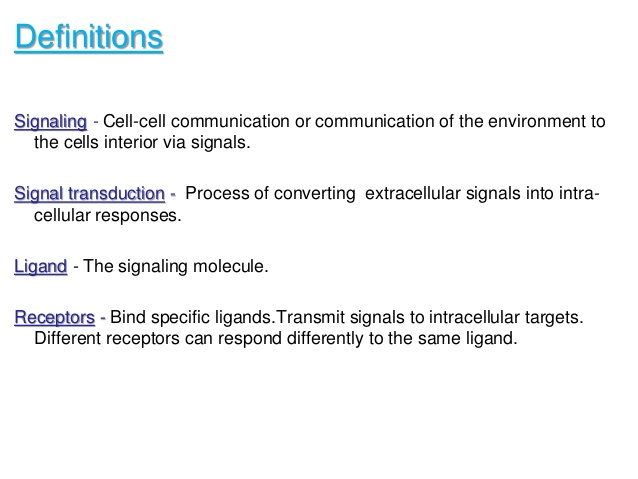 Definitions
Signaling - Cell-cell communication or communication of the environment to
the cells interior via signals.
Signal transduction - Process of converting extracellular signals into intra-
cellular responses.
Ligand - The signaling molecule.
Receptors - Bind specific ligands.Transmit signals to intracellular targets.
Different receptors can respond differently to the same ligand.